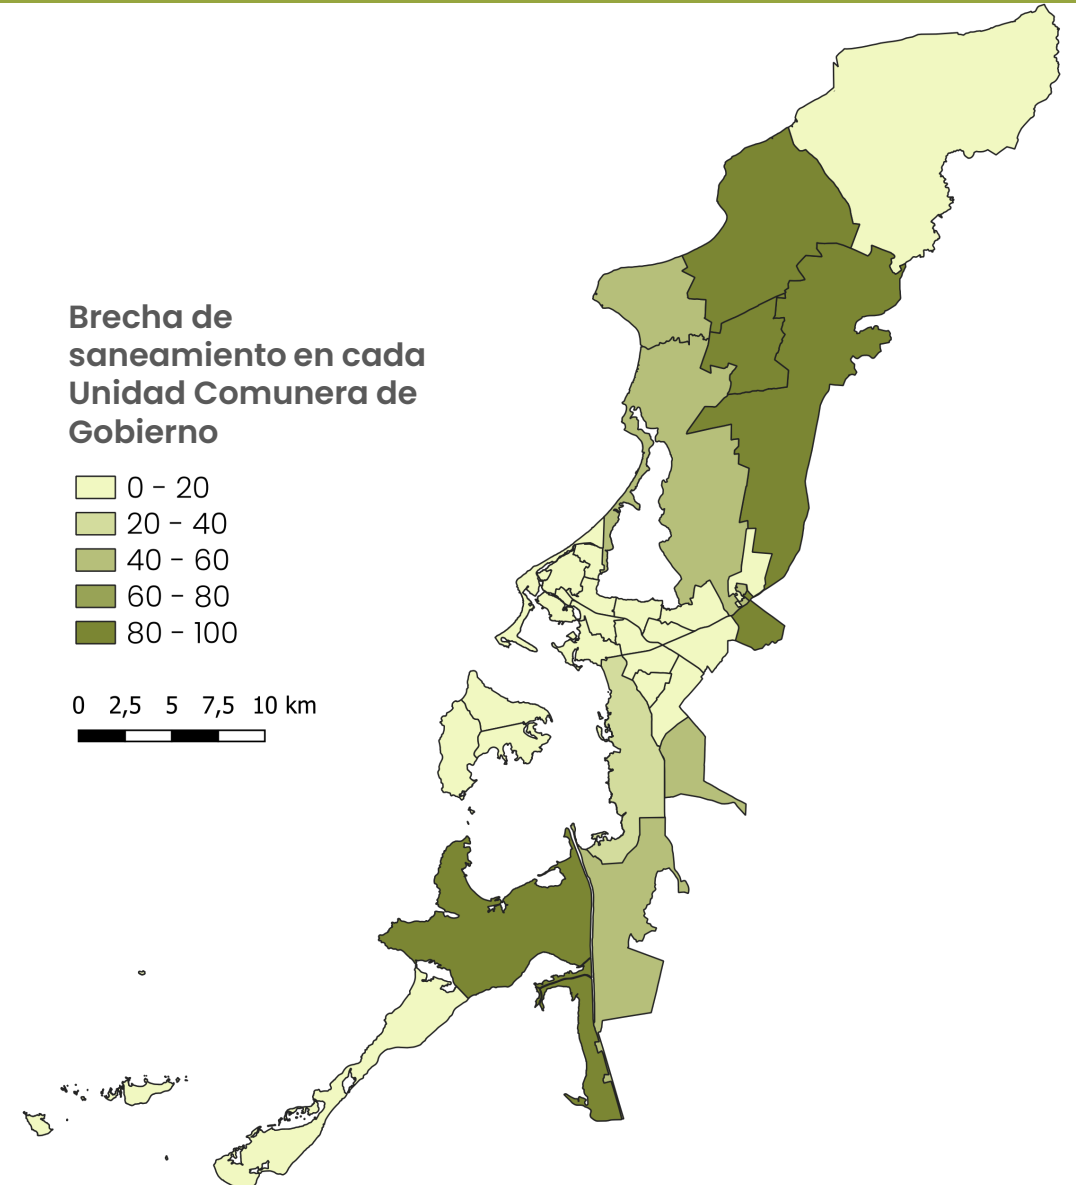 Brecha de
saneamiento en cada
Unidad Comunera de
Gobierno
0 - 20
20 - 40
40 - 60
60 - 80
80 - 100
0 2,5 5 7,5 10 km